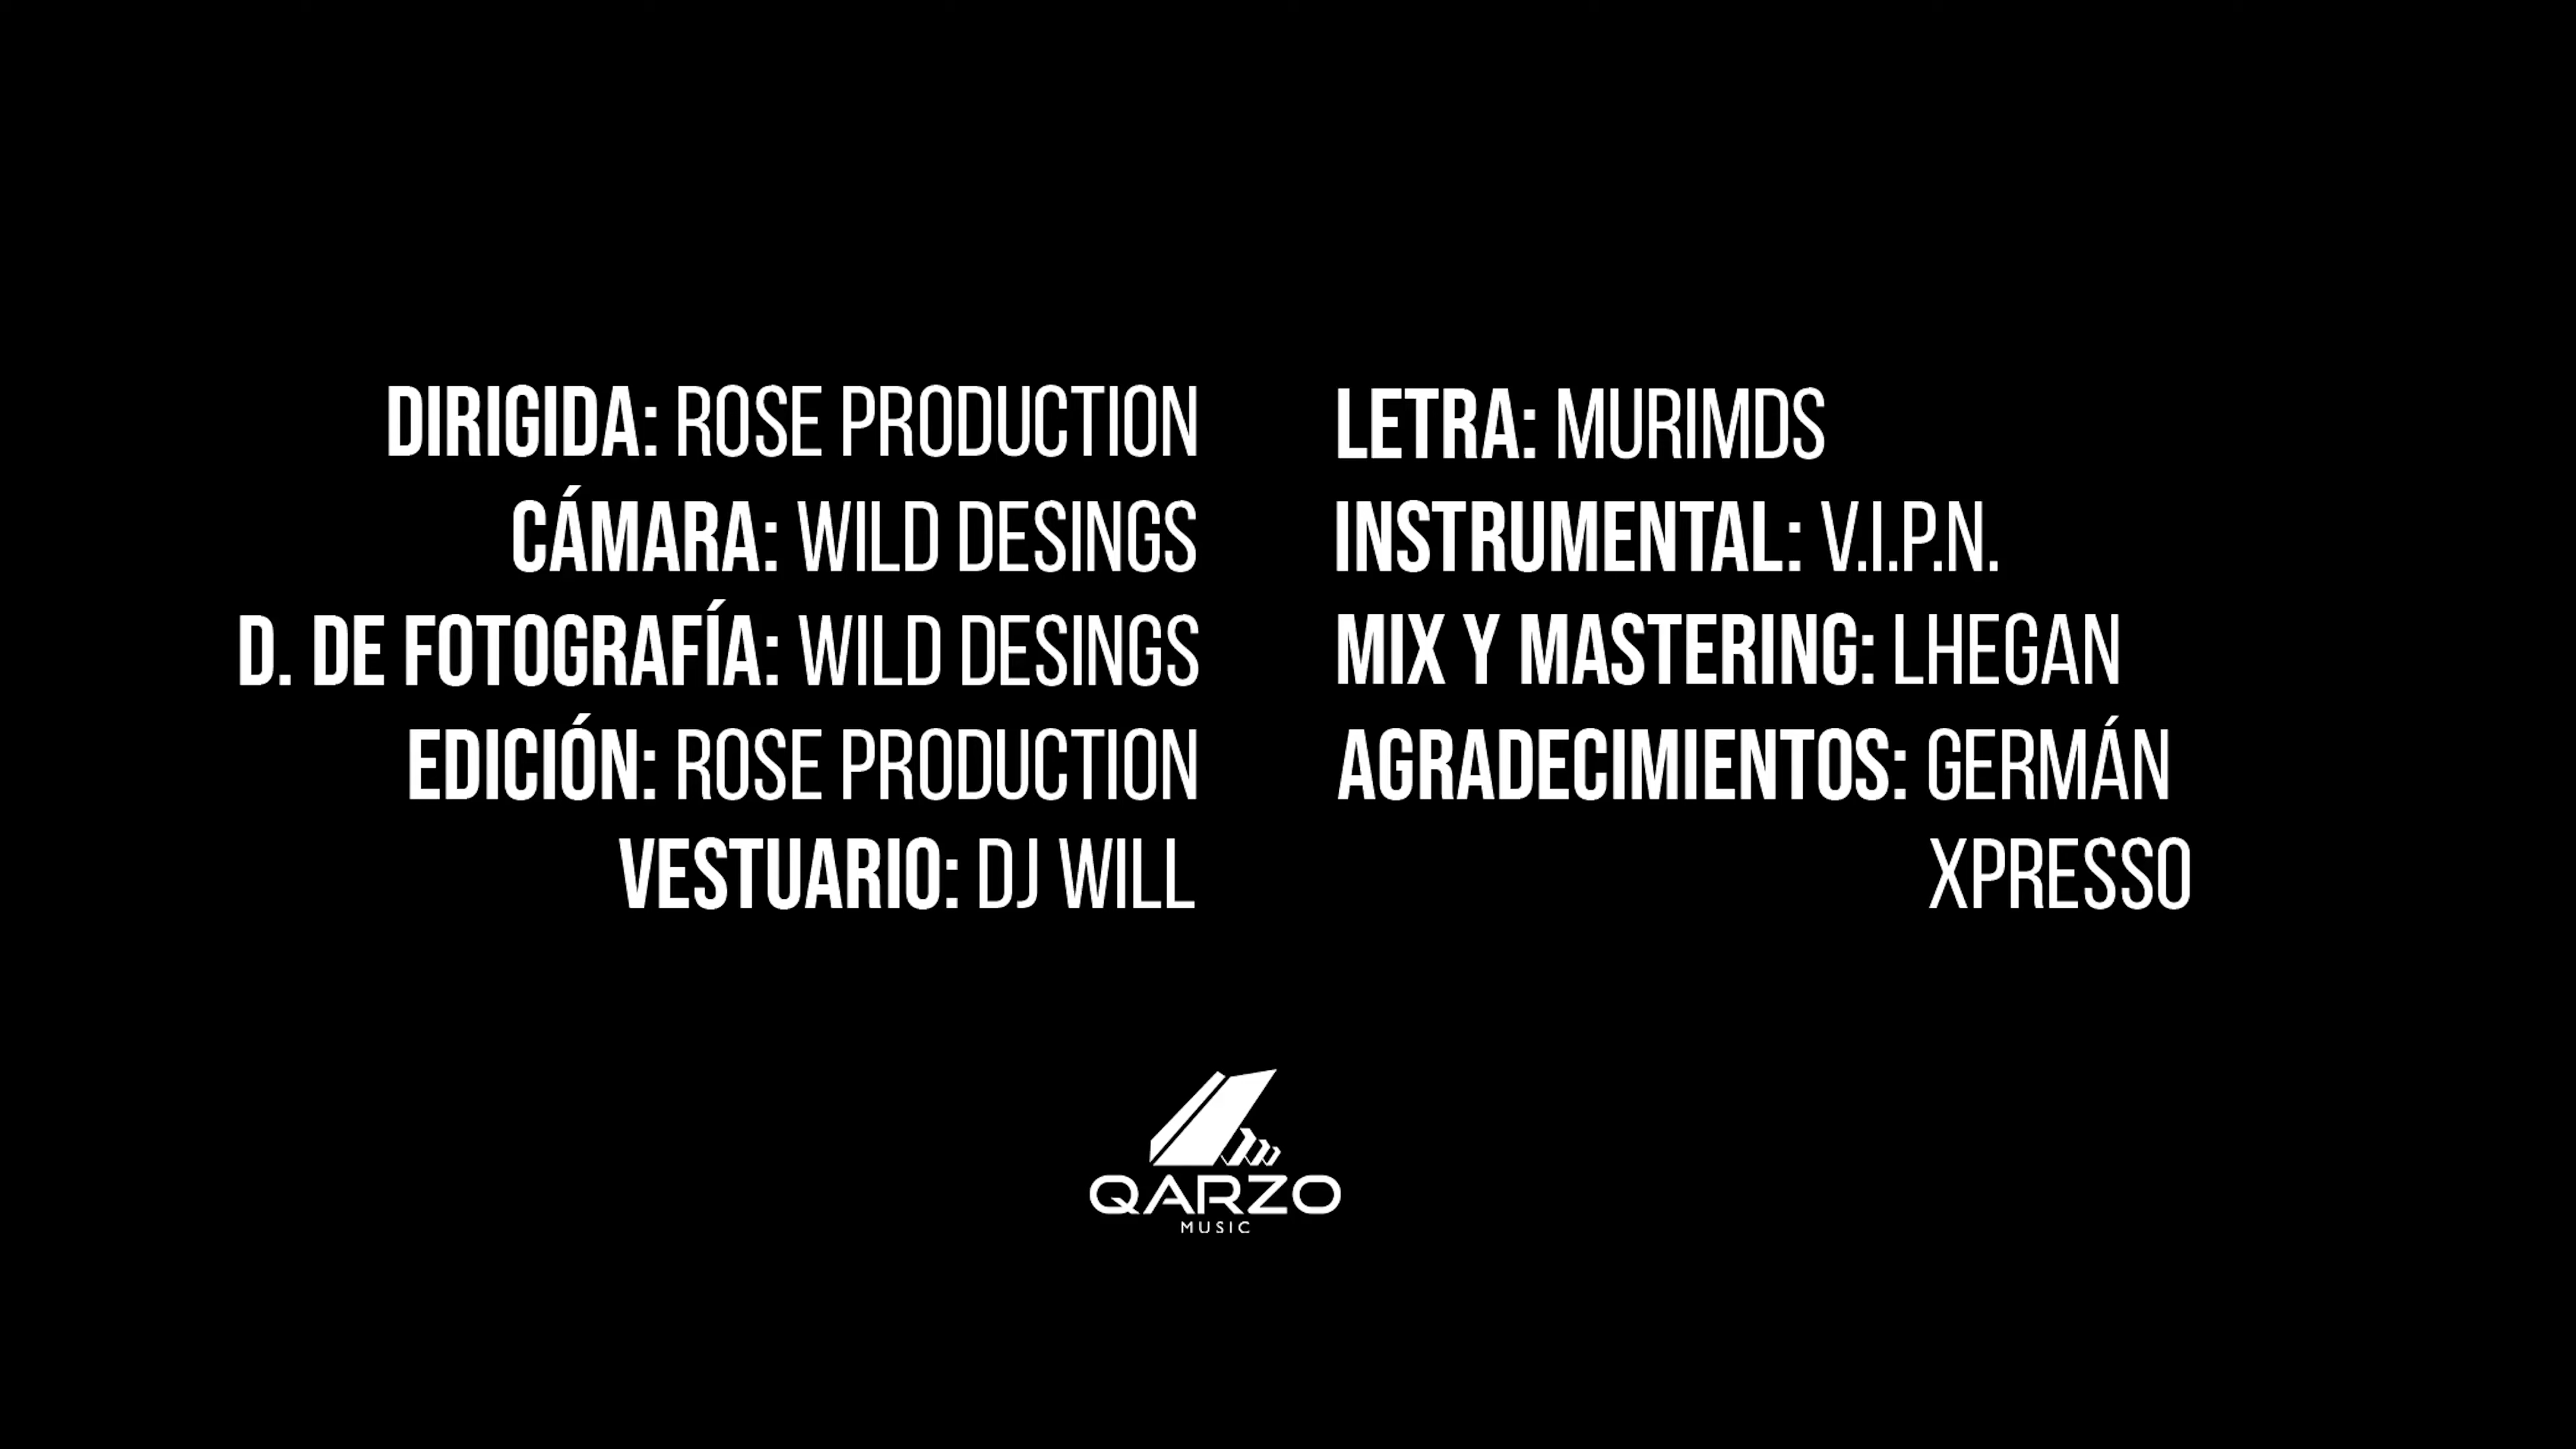 DIRIGIDA: ROSE PRODUCTION
CÁMARA: WILD DESINGS
D. DE FOTOGRAFÍA: WILD DESINGS
EDICIÓN: ROSE PRODUCTION
VESTUARIO: DJ WILL
LETRA: MURIMDS
INSTRUMENTAL: V.I.P.N.
MIX Y MASTERING: LHEGAN
AGRADECIMIENTOS: GERMÁN
XPRESSO
QARZO
MUSIC